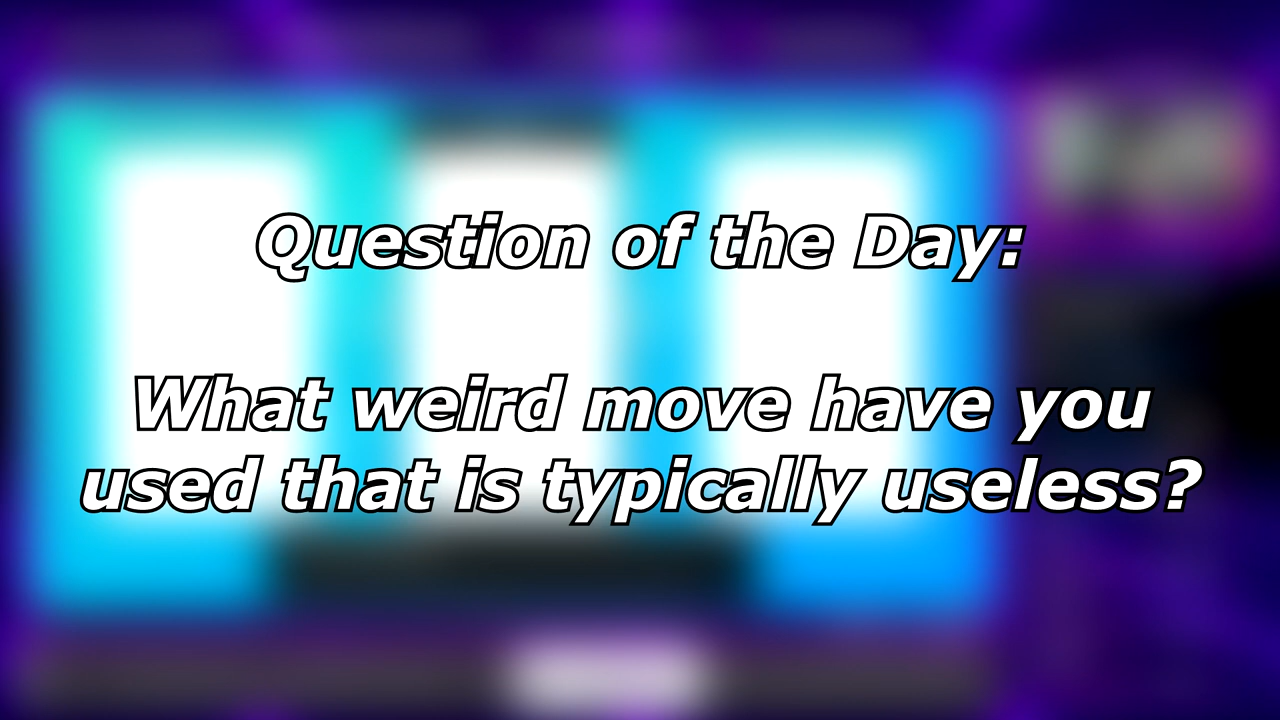 Question of the Day:
What weird move have you
used that is typically useless?